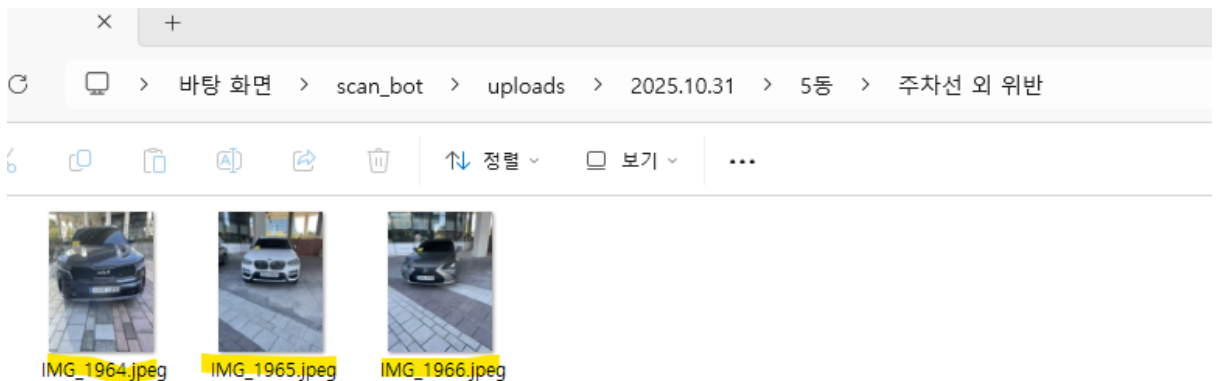 바탕 화면 > scan_bot > uploads > 2025.10.31 > 5동 > 주차선 외 위반
정렬 보기
IMG_1964.jpeg IMG_1965.jpeg IMG_1966.jpeg